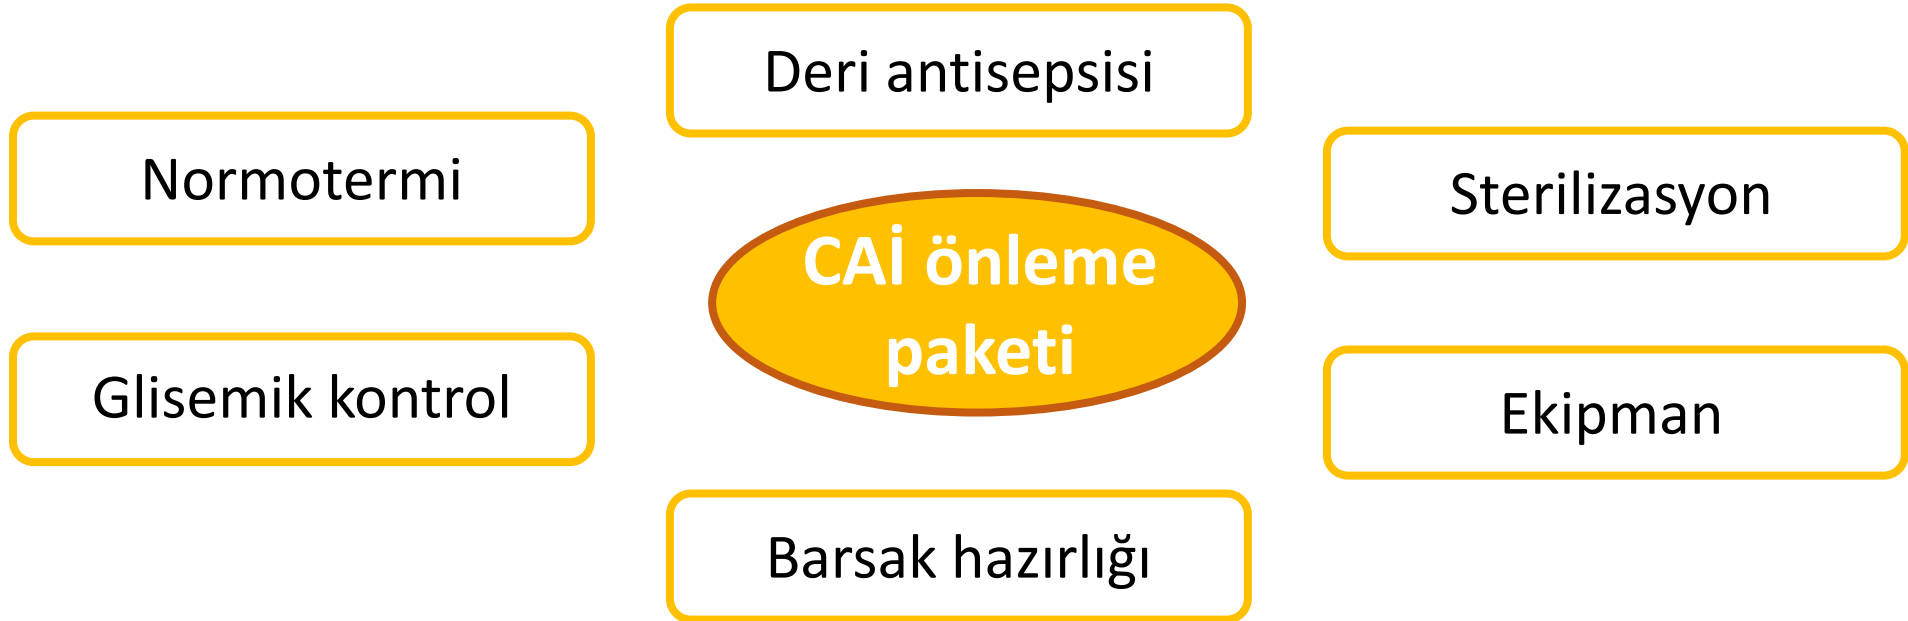 Deri antisepsisi
Normotermi
Sterilizasyon
CAİ önleme
paketi
Glisemik kontrol
Ekipman
Barsak hazırlığı